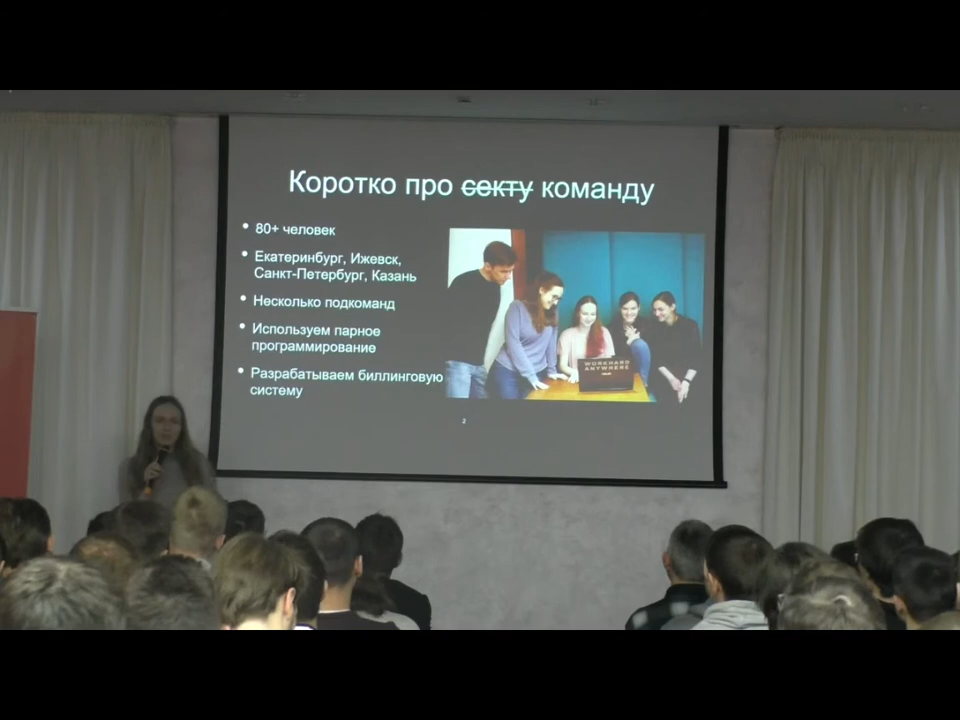 Коротко про секту команду
• 80+ человек
• Екатеринбург, Ижевск,
Санкт-Петербург, Казань
• Несколько подкоманд
• Используем парное
программирование
• Разрабатываем биллинговую
систему
WORKHARD
ANYWHERE
2